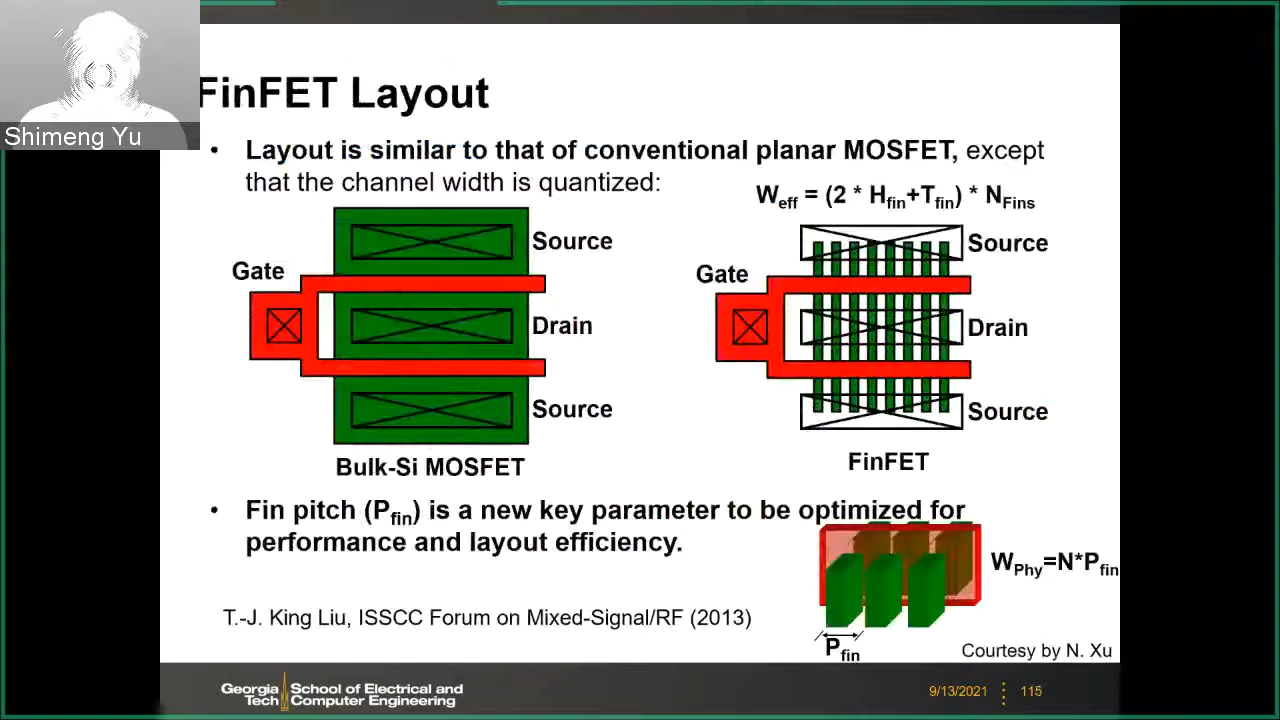 Shimeng Yu
FinFET Layout
• Layout is similar to that of conventional planar MOSFET, except
that the channel width is quantized:
Weff = (2 * Hfin+Tfin) * NFins
Gate
Source
Drain
Source
Bulk-Si MOSFET
Gate
Source
Drain
Source
FinFET
• Fin pitch (Pfin) is a new key parameter to be optimized for
performance and layout efficiency.
WPhy=N*Pfin
Pfin
T.-J. King Liu, ISSCC Forum on Mixed-Signal/RF (2013)
Courtesy by N. Xu
Georgia Tech
School of Electrical and
Computer Engineering
9/13/2021
115